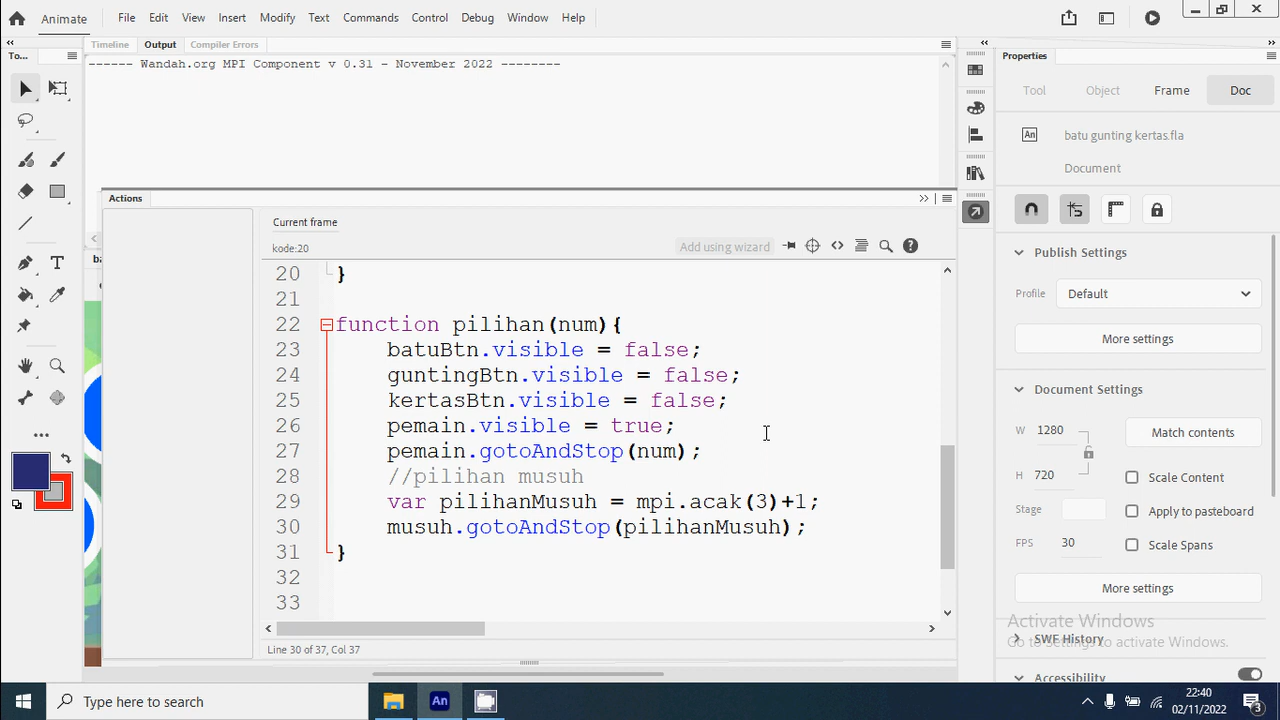 Animate
File Edit View Insert Modify Text Commands Control Debug Window Help
To...
Timeline Output Compiler Errors
------ Wandah.org MPI Component v 0.31 - November 2022 --------
Actions
Current frame
kode:20
Add using wizard
20 }
21
22 function pilihan(num){
23 batuBtn.visible = false;
24 guntingBtn.visible = false;
25 kertasBtn.visible = false;
26 pemain.visible = true;
27 pemain.gotoAndStop(num);
28 //pilihan musuh
29 var pilihanMusuh = mpi.acak(3)+1;
30 musuh.gotoAndStop(pilihanMusuh);
31 }
32
33
Line 30 of 37, Col 37
Properties
Tool Object Frame Doc
An batu gunting kertas.fla
Document
Publish Settings
Profile Default
More settings
Document Settings
W 1280 Match contents
H 720 Scale Content
Stage Apply to pasteboard
FPS 30 Scale Spans
More settings
Activate Windows
Go to Settings to activate Windows.
SWF History
Accessibility
Type here to search
An
22:40
02/11/2022
3